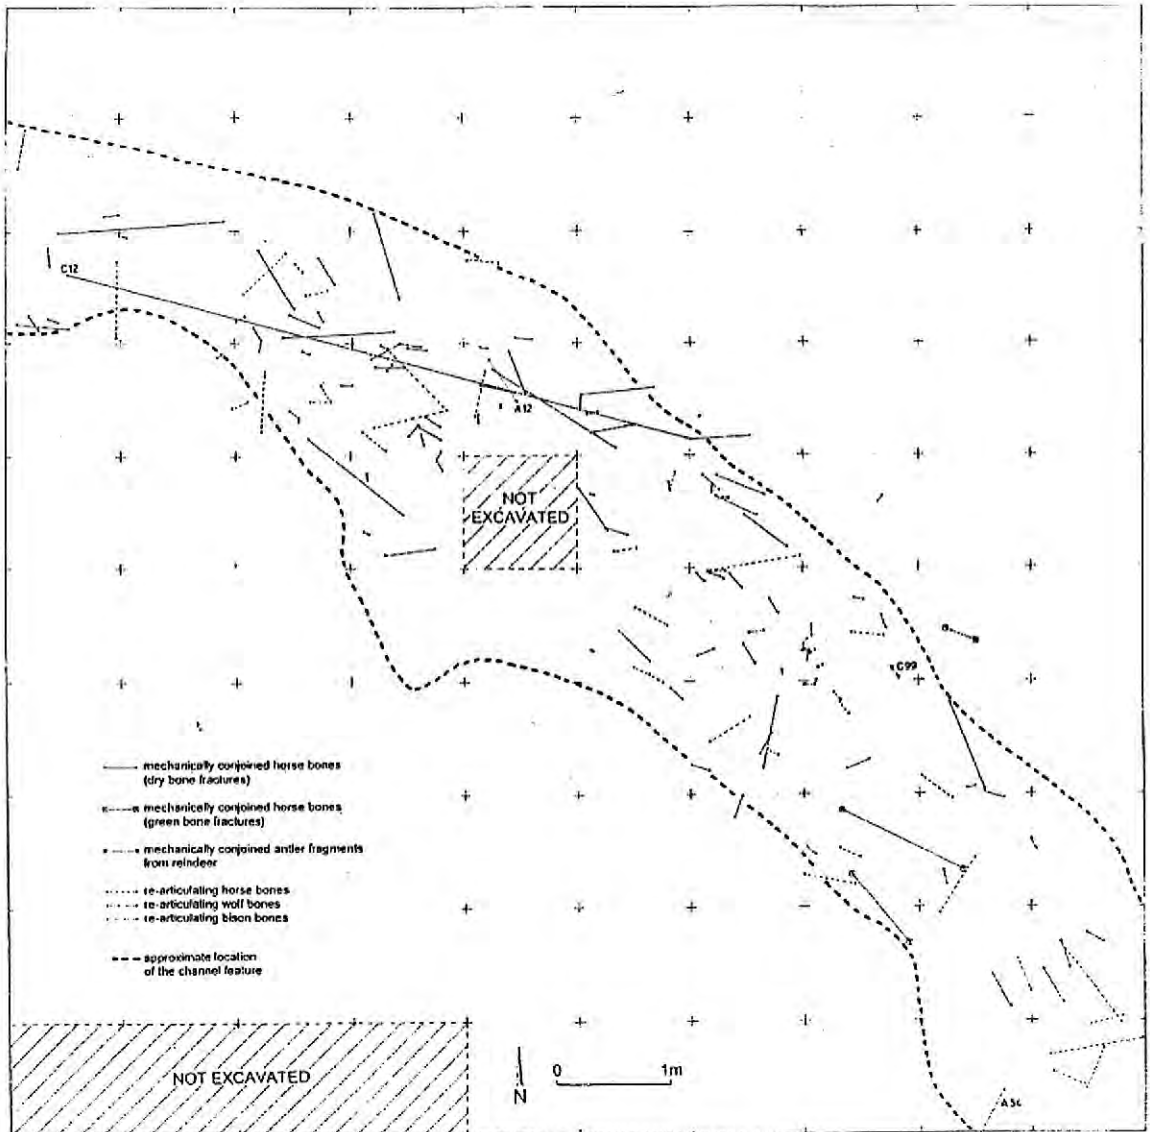 C12
A12
NOT
EXCAVATED
C99
mechanically conjoined horse bones
(dry bone fractures)
mechanically conjoined horse bones
(green bone fractures)
mechanically conjoined antler fragments
from reindeer
re-articulating horse bones
re-articulating wolf bones
re-articulating bison bones
approximate location
of the channel feature
NOT EXCAVATED
N
0 1m